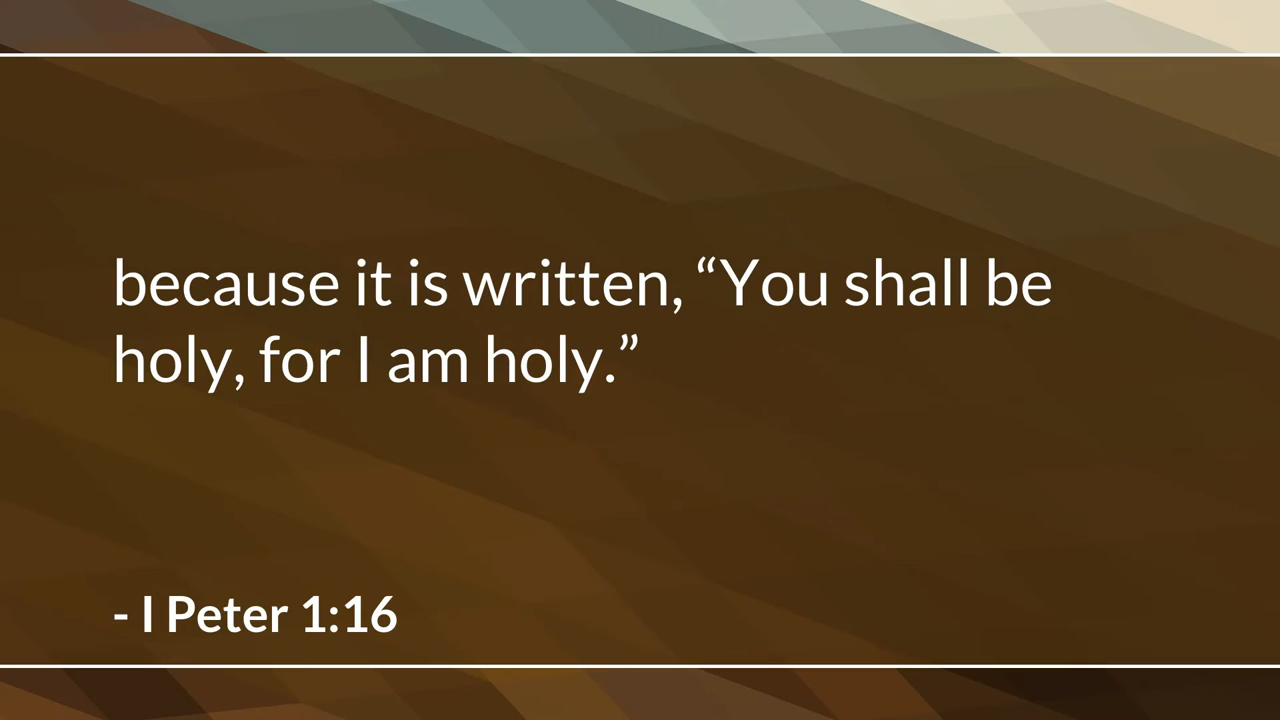 because it is written, “You shall be
holy, for I am holy.”
- I Peter 1:16